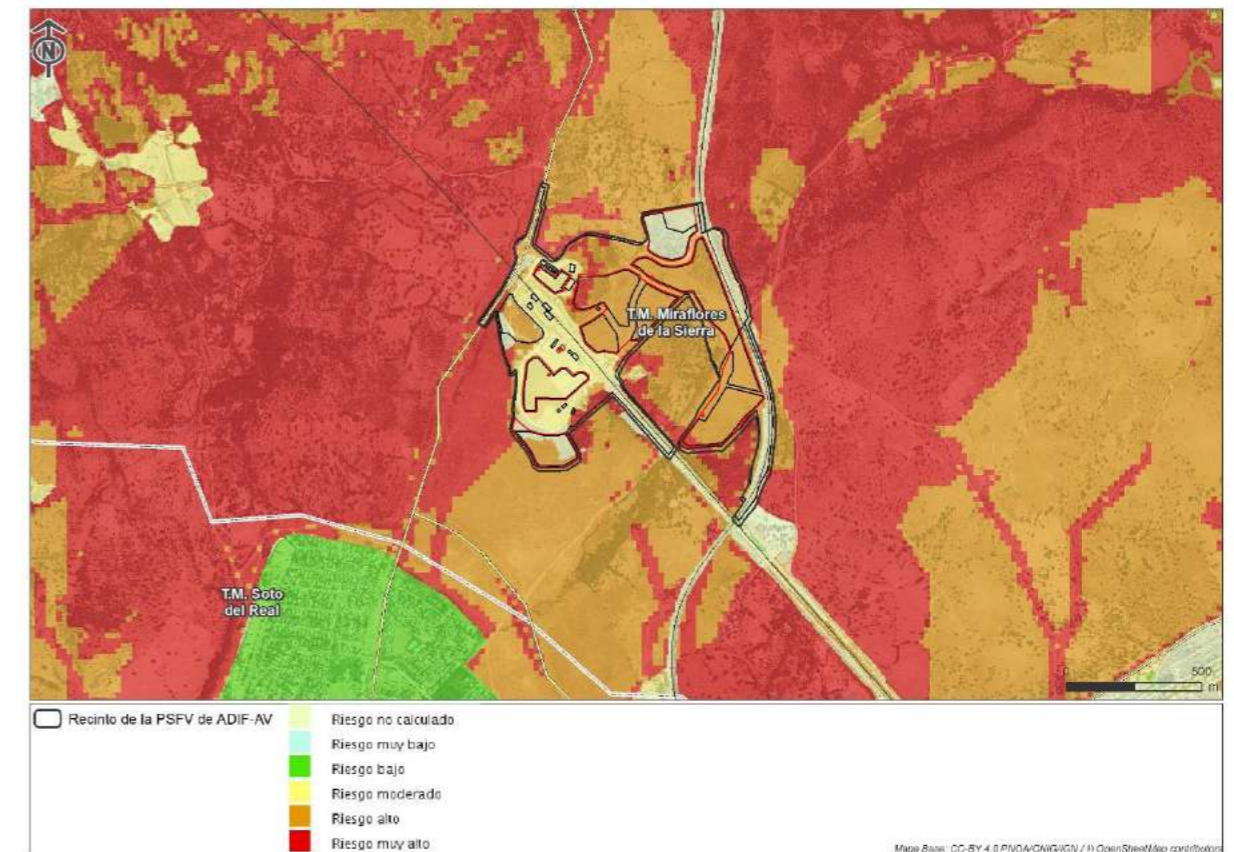 N
T.M. Miraflores
de la Sierra
T.M. Soto
del Real
0 500
m
Recinto de la PSFV de ADIF-AV
Riesgo no calculado
Riesgo muy bajo
Riesgo bajo
Riesgo moderado
Riesgo alto
Riesgo muy alto
Mapa Base: CC-BY 4.0 PNOA/CNIG/IGN / © OpenStreetMap contributors